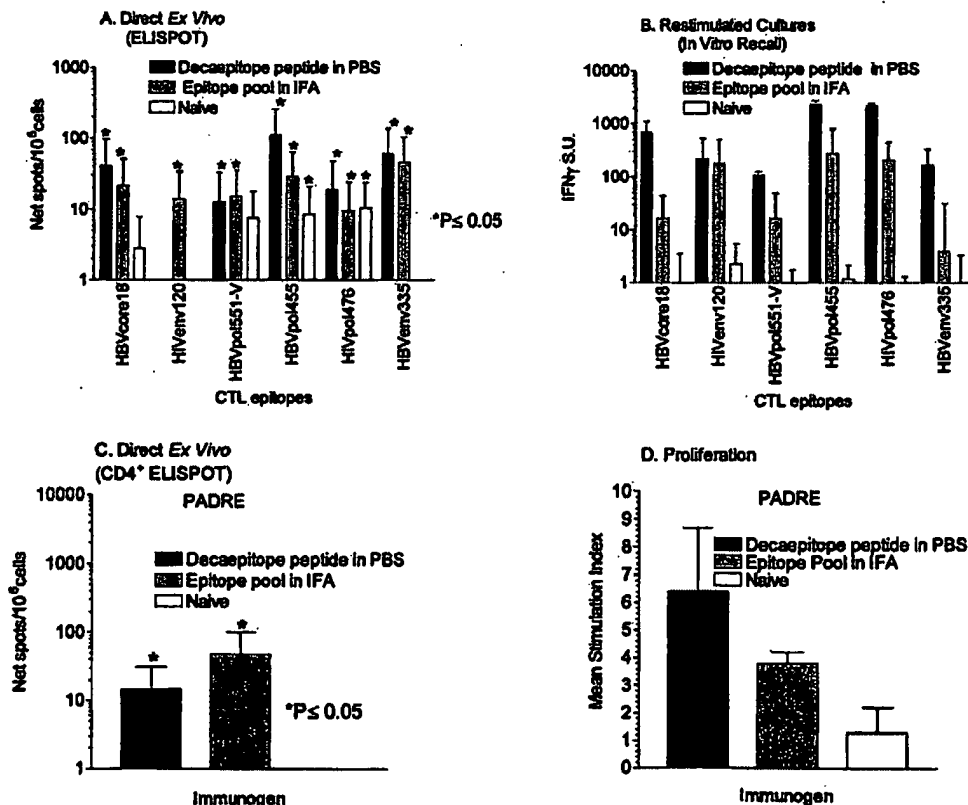 A. Direct Ex Vivo
(ELISPOT)
Decaepitope peptide in PBS
Epitope pool in IFA
Naive
Net spots/10⁶cells
1000
100
10
1
*P≤ 0.05
HBVcore18
HIVenv120
HBVpol551-V
HBVpol455
HIVpol476
HBVenv335
CTL epitopes
B. Restimulated Cultures
(In Vitro Recall)
Decaepitope peptide in PBS
Epitope pool in IFA
Naive
IFNγ S.U.
10000
1000
100
10
1
HBVcore18
HIVenv120
HBVpol551-V
HBVpol455
HIVpol476
HBVenv335
CTL epitopes
C. Direct Ex Vivo
(CD4⁺ ELISPOT)
PADRE
Decaepitope peptide in PBS
Epitope pool in IFA
Naive
Net spots/10⁶cells
10000
1000
100
10
1
*P≤ 0.05
Immunogen
D. Proliferation
PADRE
Decaepitope peptide in PBS
Epitope Pool in IFA
Naive
Mean Stimutation Index
10
9
8
7
6
5
4
3
2
1
0
Immunogen